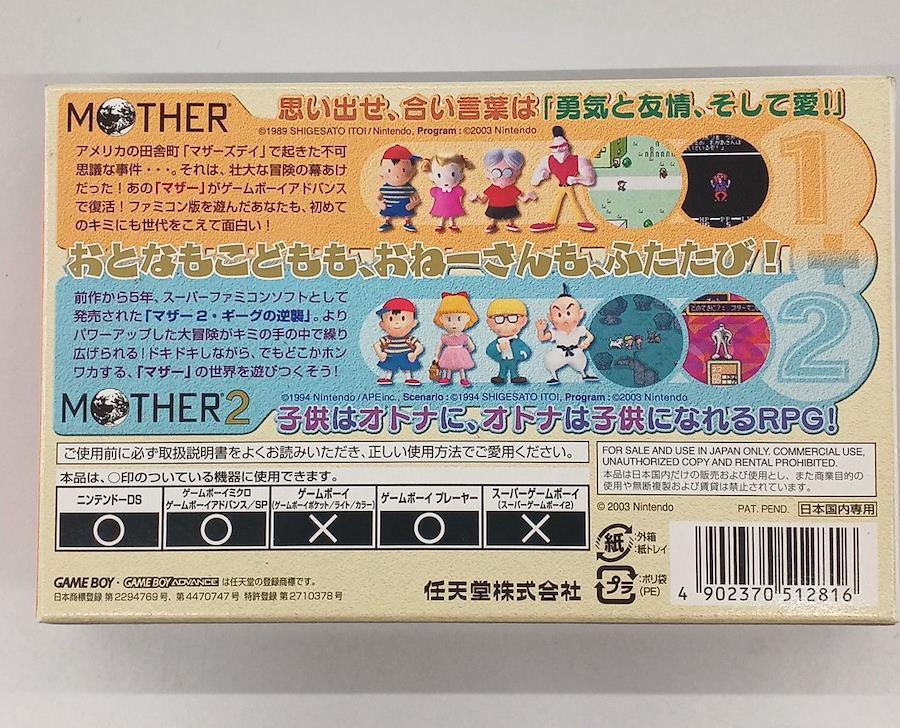 MOTHER®
思い出せ、合い言葉は「勇気と友情、そして愛!」
©1989 SHIGESATO ITOI/Nintendo, Program : ©2003 Nintendo
アメリカの田舎町「マザーズデイ」で起きた不可
思議な事件・・・。それは、壮大な冒険の幕あけ
だった!あの「マザー」がゲームボーイアドバンス
で復活!ファミコン版を遊んだあなたも、初めて
のキミにも世代をこえて面白い!
1+2
おとなもこどもも、おねーさんも、ふたたび!
前作から5年、スーパーファミコンソフトとして
発売された「マザー2・ギーグの逆襲」。より
パワーアップした大冒険がキミの手の中で繰り
広げられる!ドキドキしながら、でもどこかホン
ワカする、「マザー」の世界を遊びつくそう!
©1994 Nintendo/APEinc., Scenario : ©1994 SHIGESATO ITOI, Program : ©2003 Nintendo
MOTHER2
子供はオトナに、オトナは子供になれるRPG!
ご使用前に必ず取扱説明書をよくお読みいただき、正しい使用方法でご愛用ください。
本品は、○印のついている機器に使用できます。
ニンテンドーDS
ゲームボーイミクロ
ゲームボーイアドバンス/SP
ゲームボーイ
(ゲームボーイポケット/ライト/カラー)
ゲームボーイ プレーヤー
スーパーゲームボーイ
(スーパーゲームボーイ2)
○ ○ × ○ ×
FOR SALE AND USE IN JAPAN ONLY. COMMERCIAL USE,
UNAUTHORIZED COPY AND RENTAL PROHIBITED.
本品は日本国内だけの販売および使用とし、また商業目的の
使用や無断複製および賃貸は禁止されています。
© 2003 Nintendo
PAT. PEND.
日本国内専用
紙
:外箱
:紙トレイ
プラ
:ポリ袋
(PE)
4 902370 512816
GAME BOY・GAME BOY ADVANCE は任天堂の登録商標です。
日本商標登録 第2294769号、第4470747号 特許登録 第2710378号
任天堂株式会社